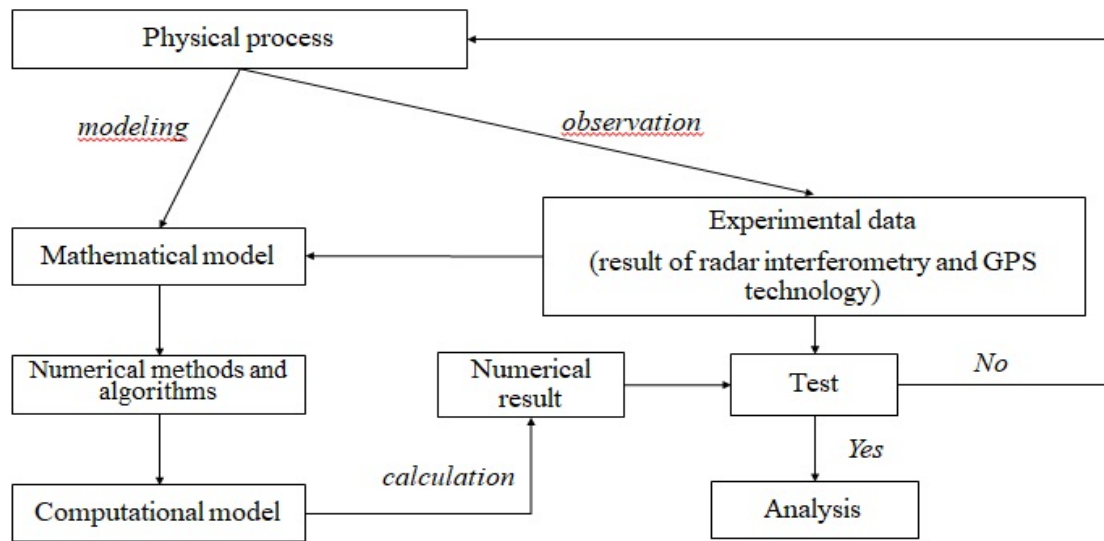 Physical process
modeling
observation
Experimental data
(result of radar interferometry and GPS
technology)
Mathematical model
Numerical methods and
algorithms
Numerical
result
Test
No
Yes
calculation
Computational model
Analysis